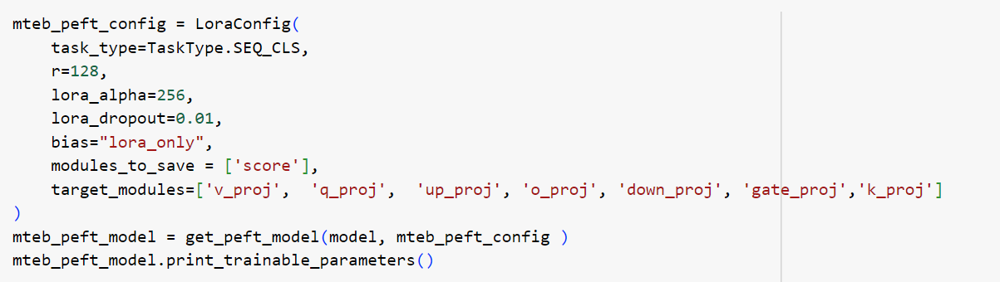 mteb_peft_config = LoraConfig(
    task_type=TaskType.SEQ_CLS,
    r=128,
    lora_alpha=256,
    lora_dropout=0.01,
    bias="lora_only",
    modules_to_save = ['score'],
    target_modules=['v_proj',  'q_proj',  'up_proj', 'o_proj', 'down_proj', 'gate_proj','k_proj']
)
mteb_peft_model = get_peft_model(model, mteb_peft_config )
mteb_peft_model.print_trainable_parameters()